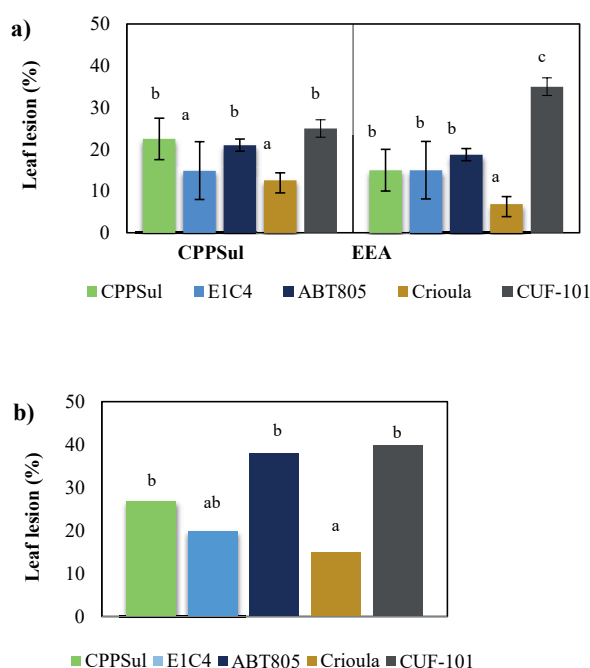 a)
Leaf lesion (%)
50
40
30
20
10
0
b a b a b b b b a c
CPPSul EEA
CPPSul E1C4 ABT805 Crioula CUF-101
b)
Leaf lesion (%)
50
40
30
20
10
0
b ab b a b
CPPSul E1C4 ABT805 Crioula CUF-101